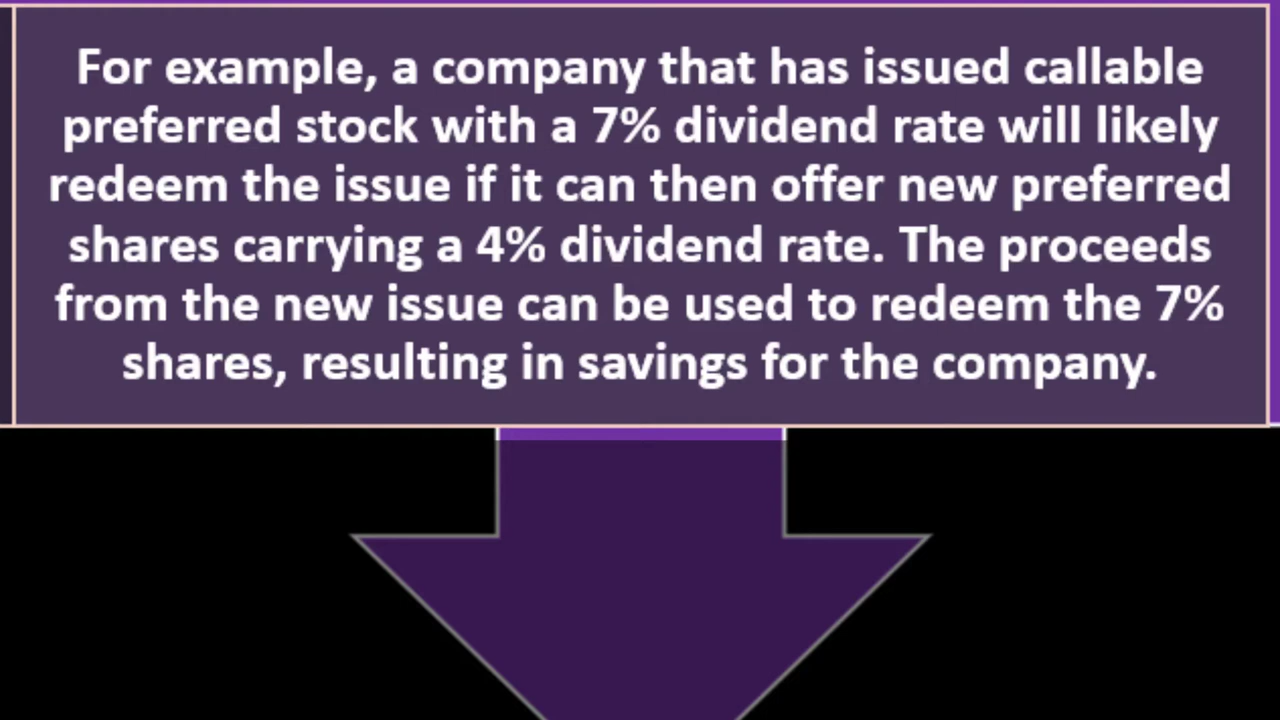 For example, a company that has issued callable
preferred stock with a 7% dividend rate will likely
redeem the issue if it can then offer new preferred
shares carrying a 4% dividend rate. The proceeds
from the new issue can be used to redeem the 7%
shares, resulting in savings for the company.